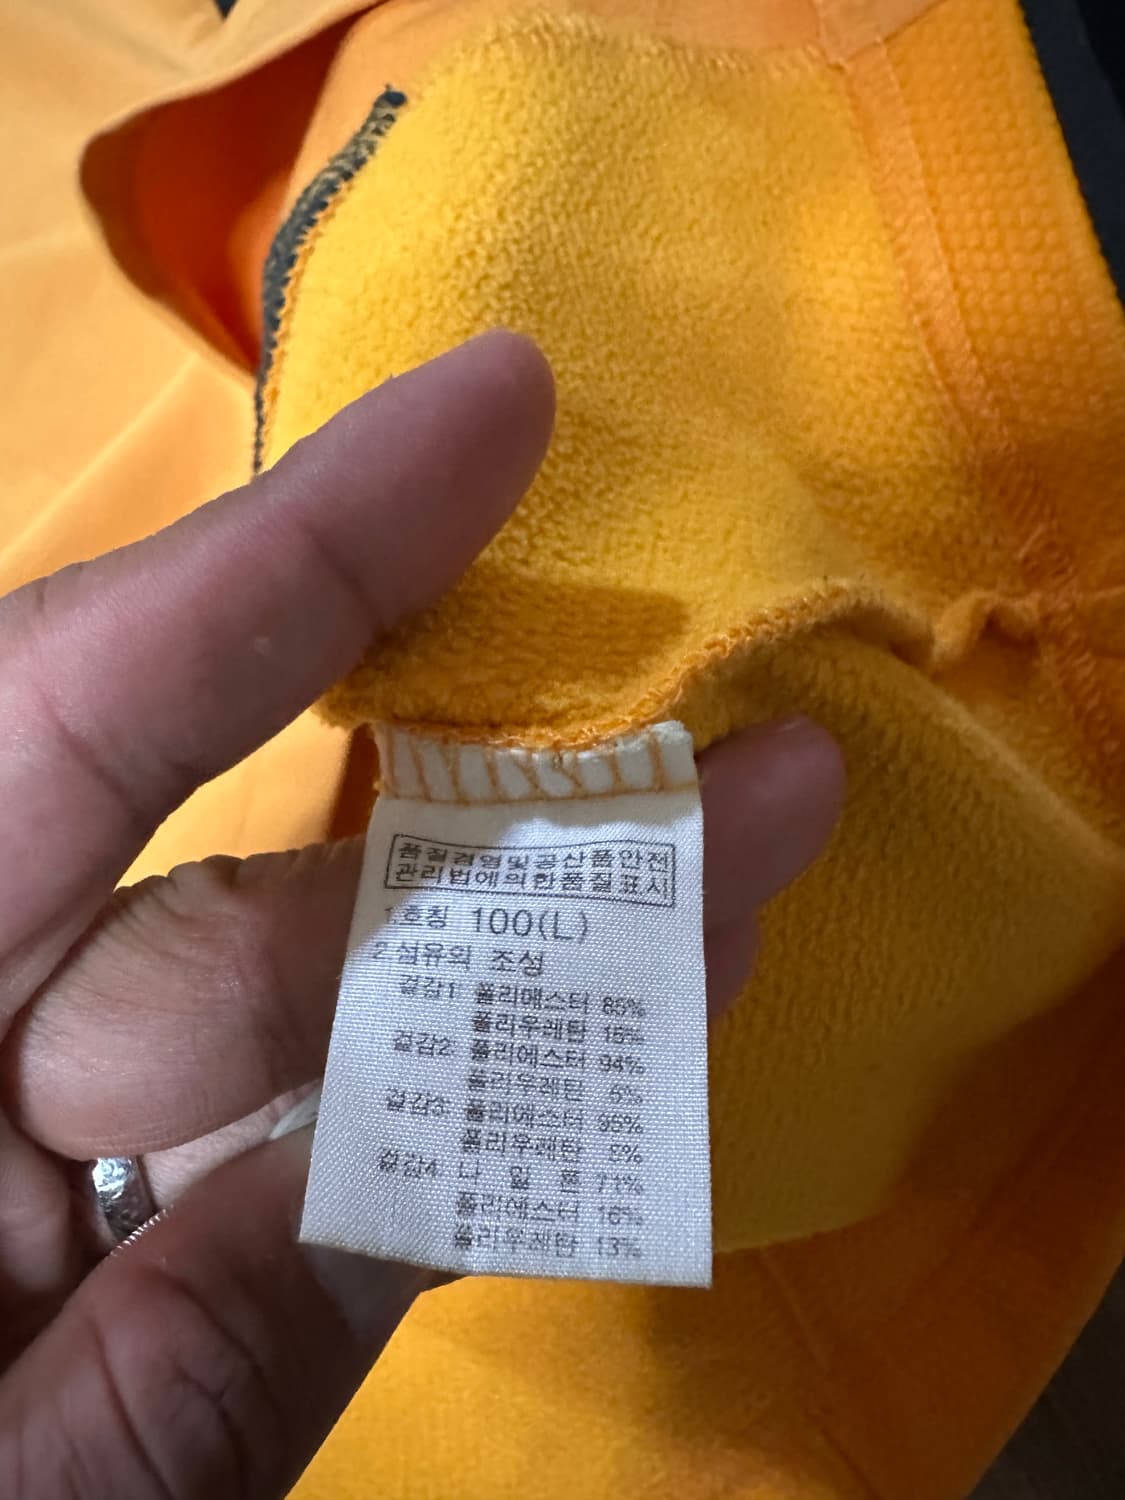 품질경영및공산품안전
관리법에의한품질표시
1 호칭 100(L)
2 섬유의 조성
겉감1 폴리에스터 85%
폴리우레탄 15%
겉감2 폴리에스터 94%
폴리우레탄 6%
겉감3 폴리에스터 95%
폴리우레탄 5%
겉감4 나 일 론 71%
폴리에스터 16%
폴리우레탄 13%